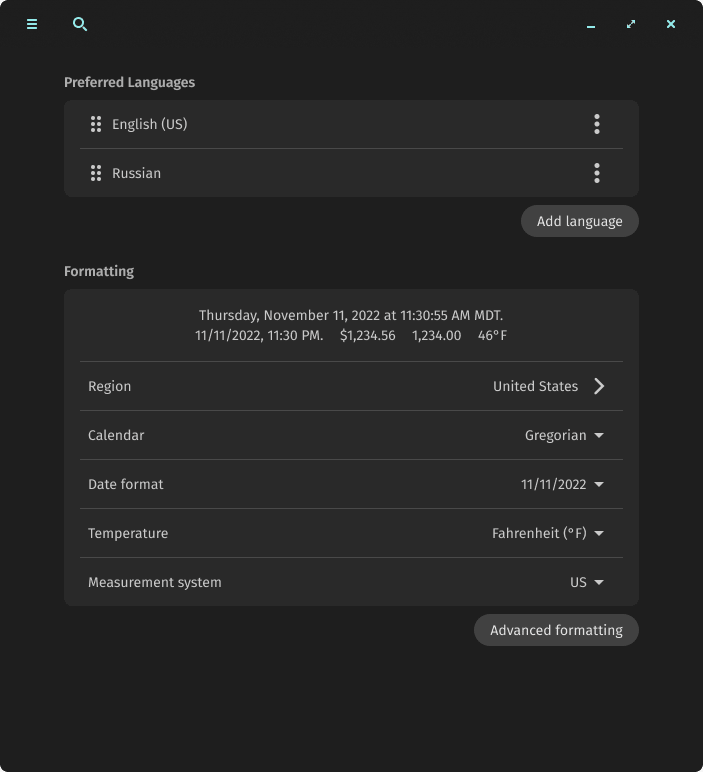 Preferred Languages
English (US)
Russian
Add language
Formatting
Thursday, November 11, 2022 at 11:30:55 AM MDT.
11/11/2022, 11:30 PM. $1,234.56 1,234.00 46°F
Region United States
Calendar Gregorian
Date format 11/11/2022
Temperature Fahrenheit (°F)
Measurement system US
Advanced formatting